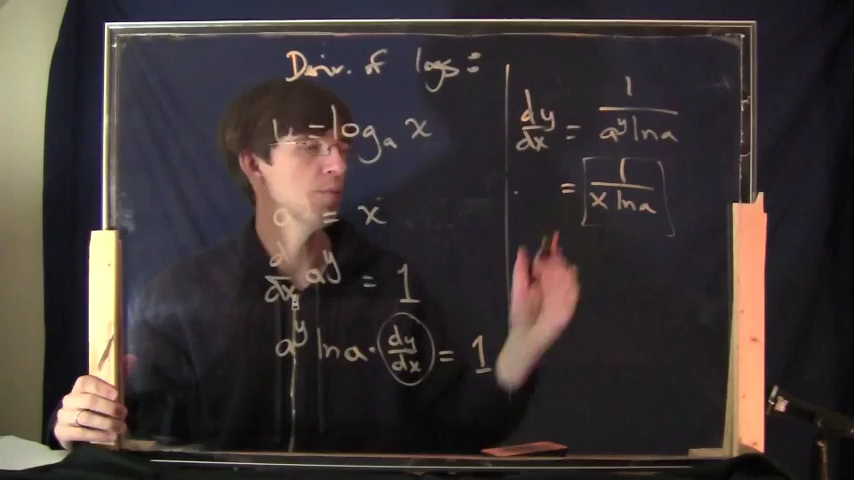 Deriv. of logs:
y = log_a x
a^y = x
d/dx a^y = 1
a^y ln a · dy/dx = 1
dy/dx = 1/(a^y ln a)
= 1/(x ln a)